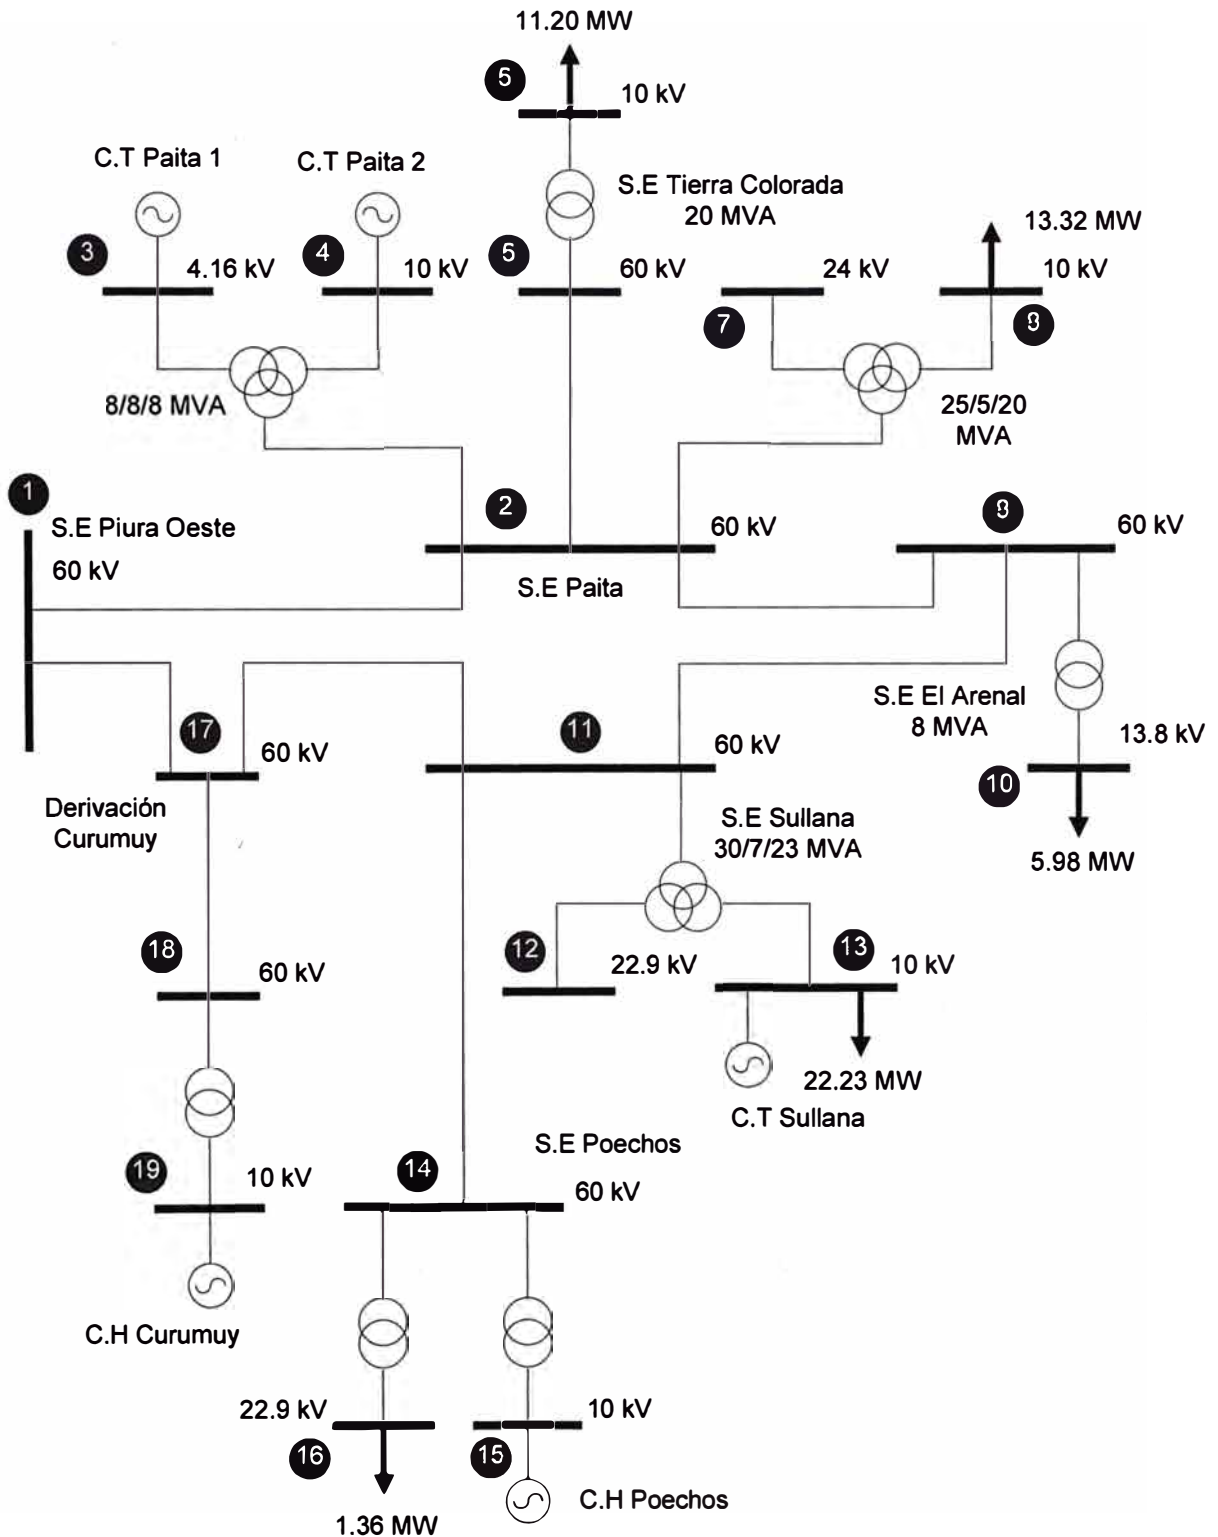 11.20 MW
5
10 kV
C.T Paita 1
C.T Paita 2
S.E Tierra Colorada
20 MVA
13.32 MW
3
4.16 kV
4
10 kV
5
60 kV
24 kV
10 kV
7
9
8/8/8 MVA
25/5/20
MVA
1
S.E Piura Oeste
60 kV
2
60 kV
S.E Paita
9
60 kV
S.E El Arenal
8 MVA
13.8 kV
10
5.98 MW
17
60 kV
Derivación
Curumuy
11
60 kV
S.E Sullana
30/7/23 MVA
18
60 kV
12
22.9 kV
13
10 kV
22.23 MW
C.T Sullana
S.E Poechos
19
10 kV
14
60 kV
C.H Curumuy
22.9 kV
10 kV
16
15
C.H Poechos
1.36 MW